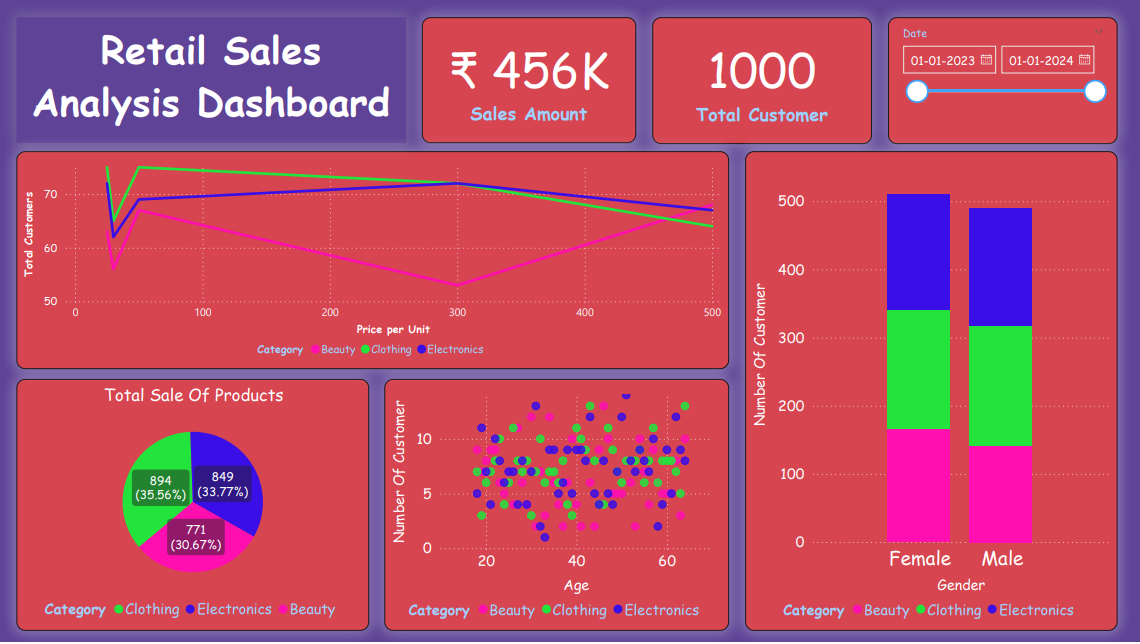 Retail Sales
Analysis Dashboard
₹ 456K
Sales Amount
1000
Total Customer
Date
01-01-2023 01-01-2024
Total Customers
70
60
50
0 100 200 300 400 500
Price per Unit
Category Beauty Clothing Electronics
Total Sale Of Products
894
(35.56%)
849
(33.77%)
771
(30.67%)
Category Clothing Electronics Beauty
Number Of Customer
10
5
0
20 40 60
Age
Category Beauty Clothing Electronics
Number Of Customer
500
400
300
200
100
0
Female Male
Gender
Category Beauty Clothing Electronics